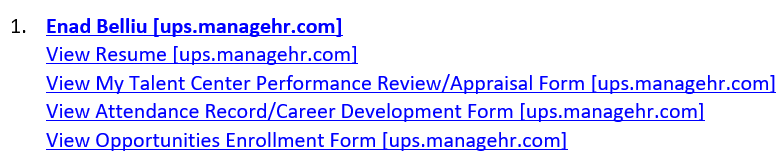 1. Enad Belliu [ups.managehr.com]
View Resume [ups.managehr.com]
View My Talent Center Performance Review/Appraisal Form [ups.managehr.com]
View Attendance Record/Career Development Form [ups.managehr.com]
View Opportunities Enrollment Form [ups.managehr.com]